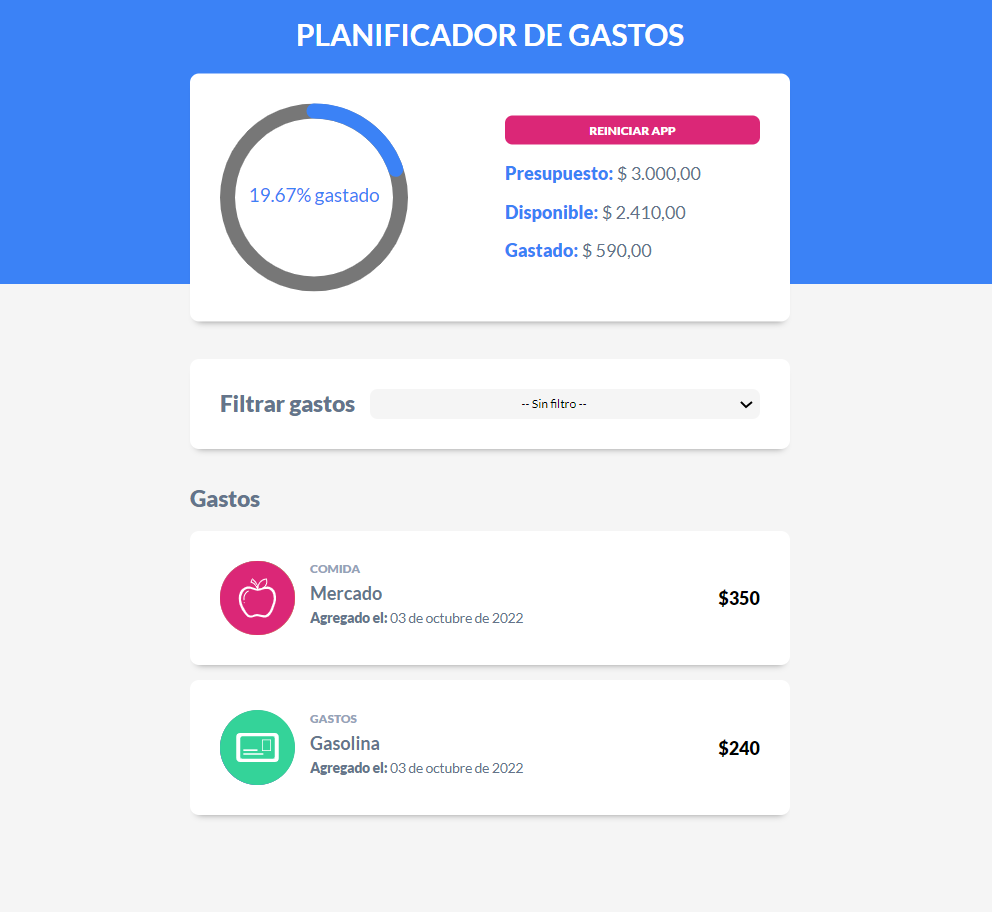 PLANIFICADOR DE GASTOS
19.67% gastado
REINICIAR APP
Presupuesto: $ 3.000,00
Disponible: $ 2.410,00
Gastado: $ 590,00
Filtrar gastos
-- Sin filtro --
Gastos
COMIDA
Mercado
Agregado el: 03 de octubre de 2022
$350
GASTOS
Gasolina
Agregado el: 03 de octubre de 2022
$240